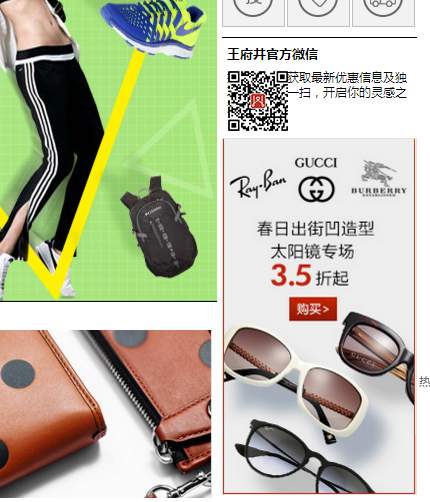 搜
王府井官方微信
获取最新优惠信息及独
一扫，开启你的灵感之
Ray-Ban
GUCCI
BURBERRY
ESTABLISHED
春日出街凹造型
太阳镜专场
3.5折起
购买>
热